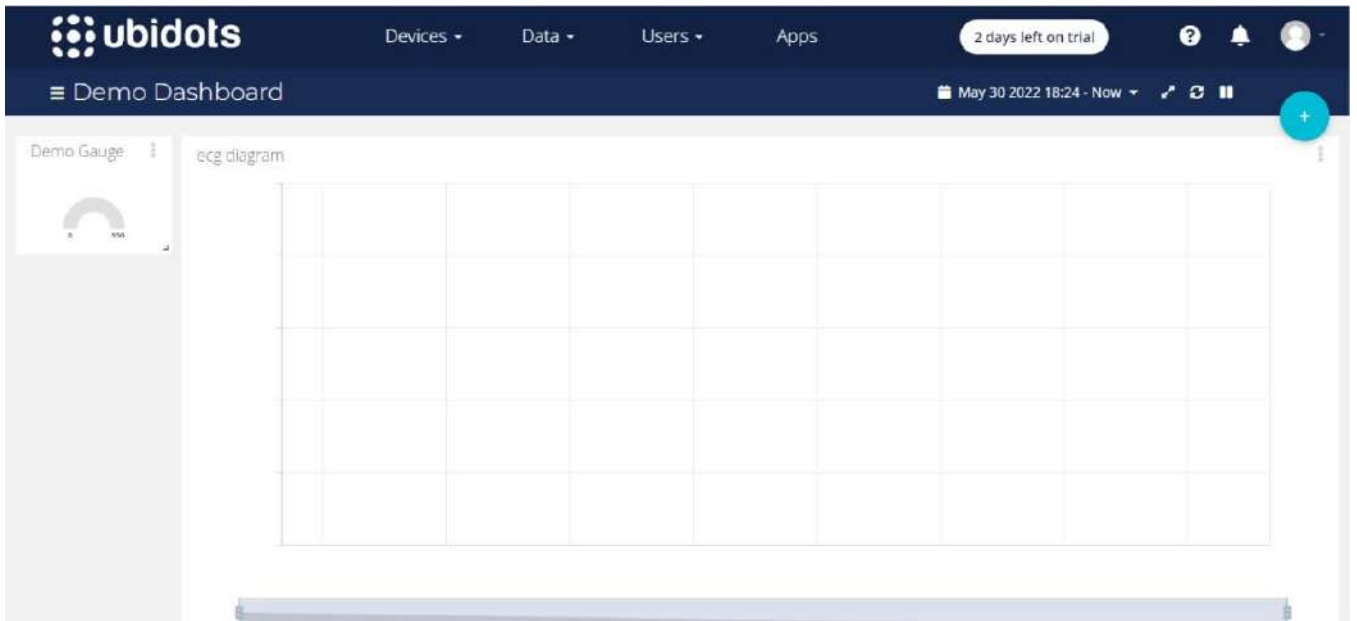 ubidots Devices Data Users Apps 2 days left on trial ?
Demo Dashboard May 30 2022 18:24 - Now
+
Demo Gauge
ecg diagram
0